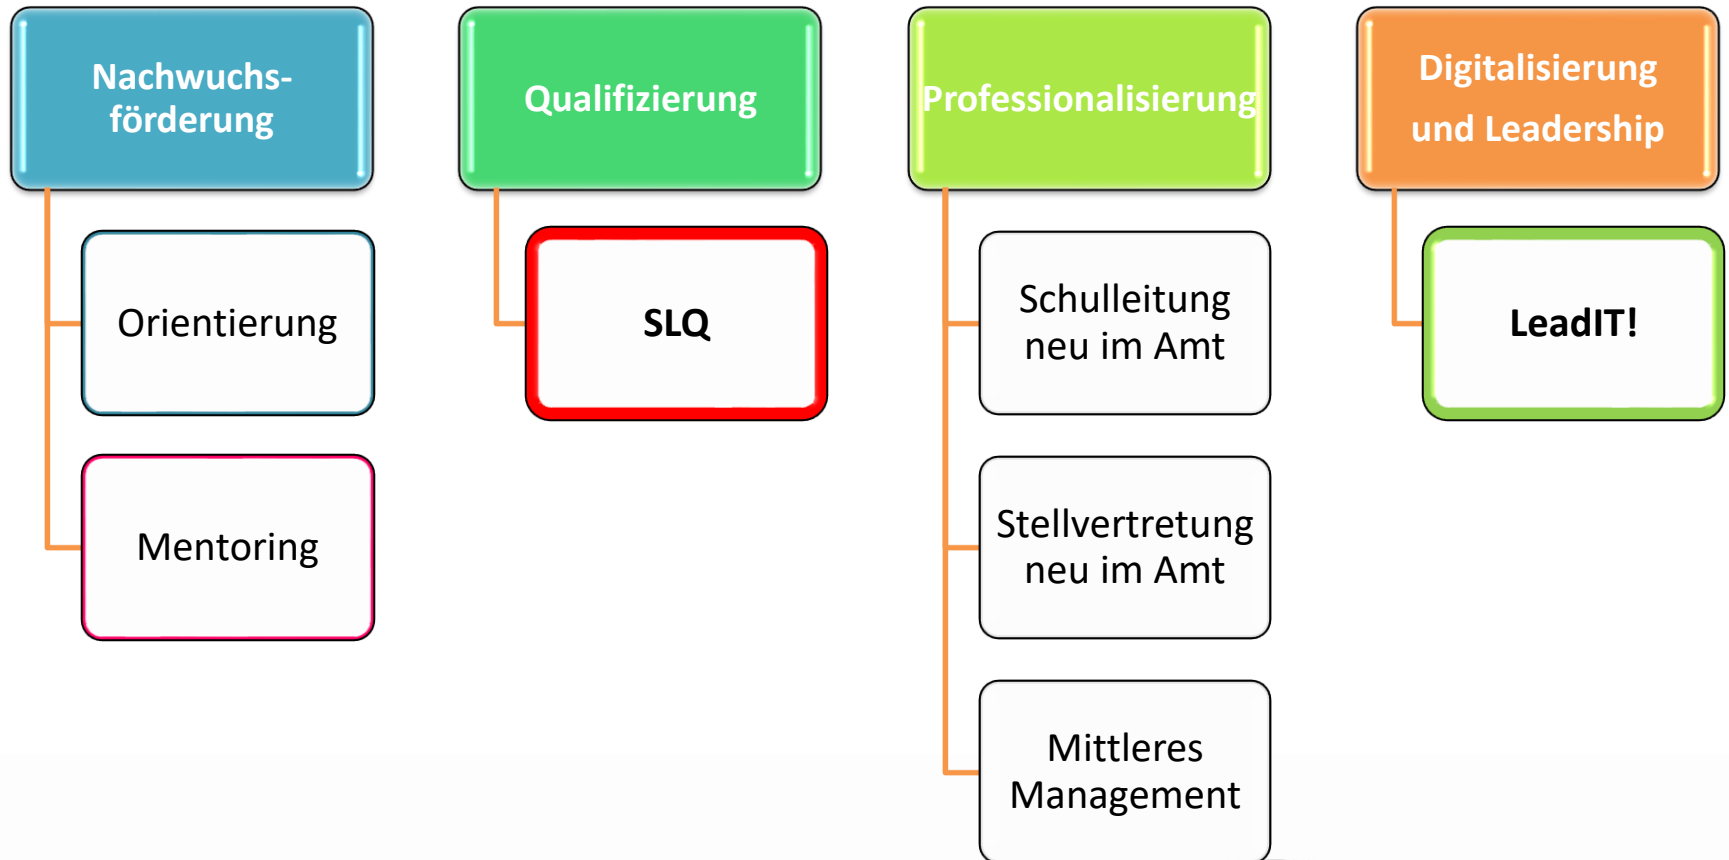 Nachwuchs-
förderung
Orientierung
Mentoring
Qualifizierung
SLQ
Professionalisierung
Schulleitung
neu im Amt
Stellvertretung
neu im Amt
Mittleres
Management
Digitalisierung
und Leadership
LeadIT!